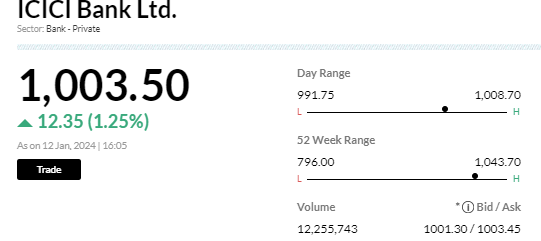 ICICI Bank Ltd.
Sector: Bank - Private
1,003.50
12.35 (1.25%)
As on 12 Jan, 2024 | 16:05
Trade
Day Range
991.75 1,008.70
L H
52 Week Range
796.00 1,043.70
L H
Volume * i Bid / Ask
12,255,743 1001.30 / 1003.45